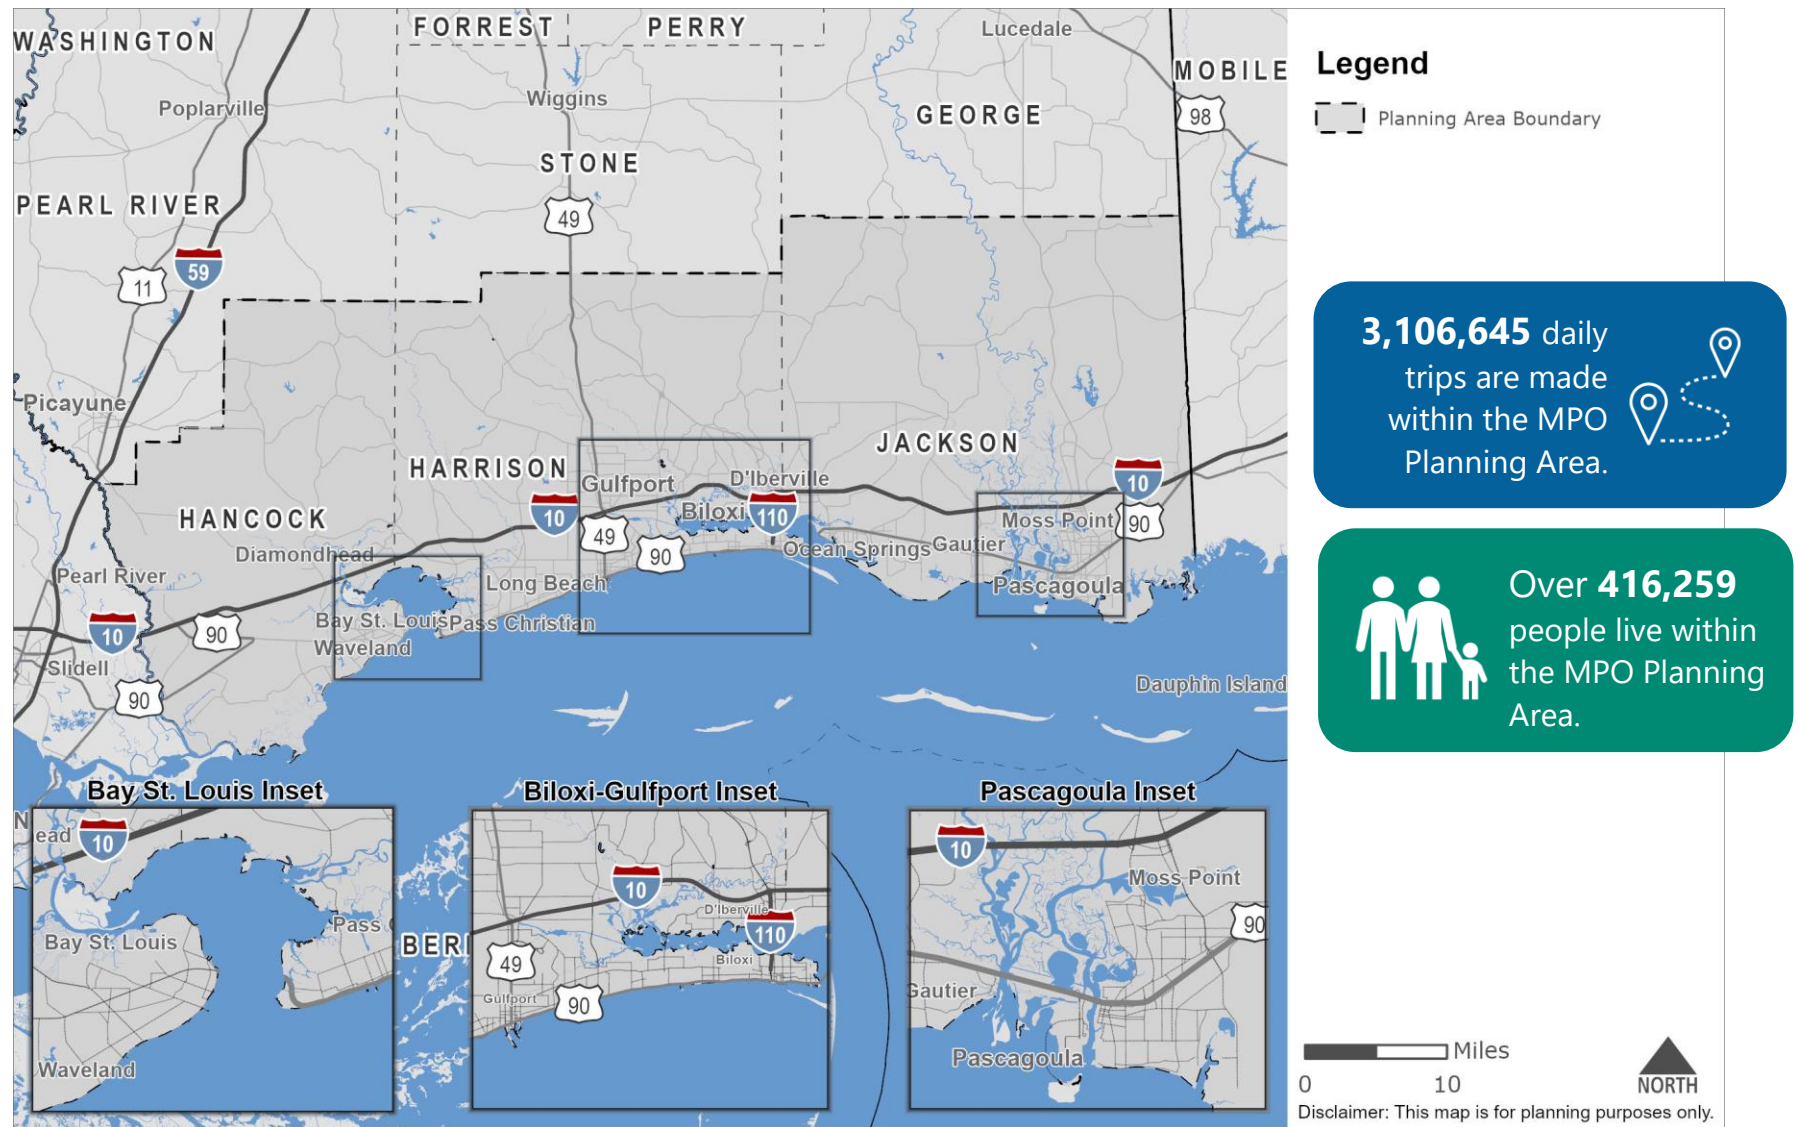 WASHINGTON
FORREST
PERRY
Lucedale
MOBILE
Poplarville
Wiggins
GEORGE
98
STONE
PEARL RIVER
49
59
11
Picayune
HARRISON
JACKSON
Gulfport
D'Iberville
10
10
Biloxi
110
Moss Point
90
HANCOCK
49
90
Diamondhead
Ocean Springs
Gautier
Pearl River
Long Beach
Pascagoula
10
90
Bay St. Louis
Pass Christian
Waveland
Slidell
90
Dauphin Island
Bay St. Louis Inset
N
ead
10
Pass
Bay St. Louis
Waveland
BER
Biloxi-Gulfport Inset
10
D'Iberville
110
49
Biloxi
Gulfport
90
Pascagoula Inset
10
Moss Point
90
Gautier
Pascagoula
Legend
Planning Area Boundary
3,106,645 daily
trips are made
within the MPO
Planning Area.
Over 416,259
people live within
the MPO Planning
Area.
Miles
0 10
NORTH
Disclaimer: This map is for planning purposes only.